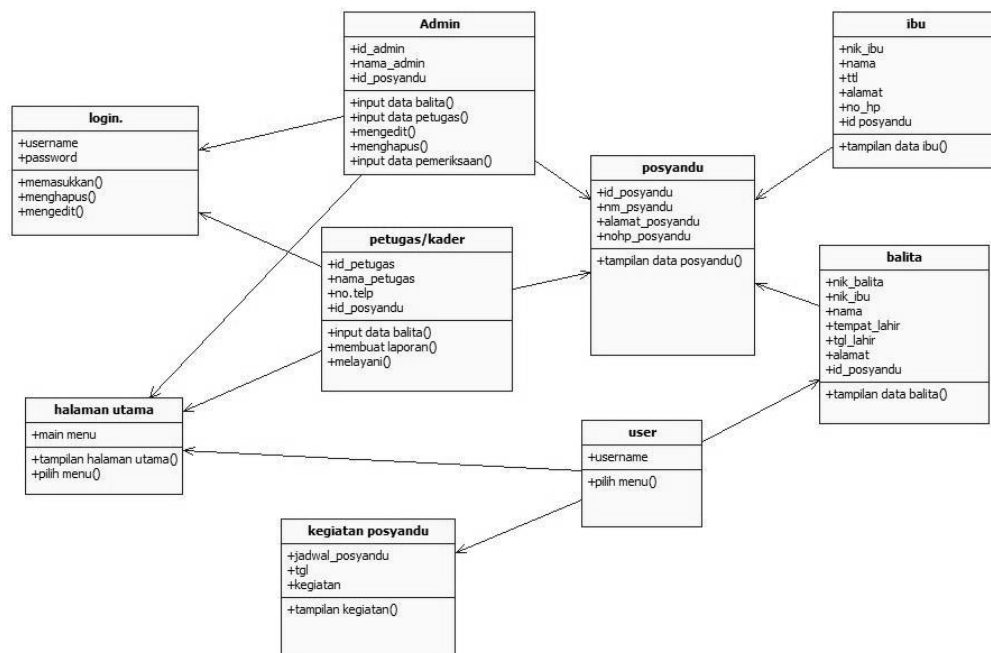 Admin
+id_admin
+nama_admin
+id_posyandu
+input data balita()
+input data petugas()
+mengedit()
+menghapus()
+input data pemeriksaan()
ibu
+nik_ibu
+nama
+ttl
+alamat
+no_hp
+id posyandu
+tampilan data ibu()
login.
+username
+password
+memasukkan()
+menghapus()
+mengedit()
posyandu
+id_posyandu
+nm_psyandu
+alamat_posyandu
+nohp_posyandu
+tampilan data posyandu()
petugas/kader
+id_petugas
+nama_petugas
+no.telp
+id_posyandu
+input data balita()
+membuat laporan()
+melayani()
balita
+nik_balita
+nik_ibu
+nama
+tempat_lahir
+tgl_lahir
+alamat
+id_posyandu
+tampilan data balita()
halaman utama
+main menu
+tampilan halaman utama()
+pilih menu()
user
+username
+pilih menu()
kegiatan posyandu
+jadwal_posyandu
+tgl
+kegiatan
+tampilan kegiatan()